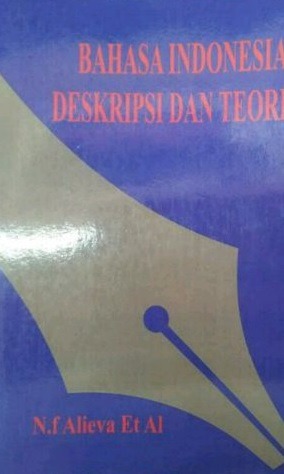 BAHASA INDONESIA
DESKRIPSI DAN TEORI
N.f Alieva Et Al